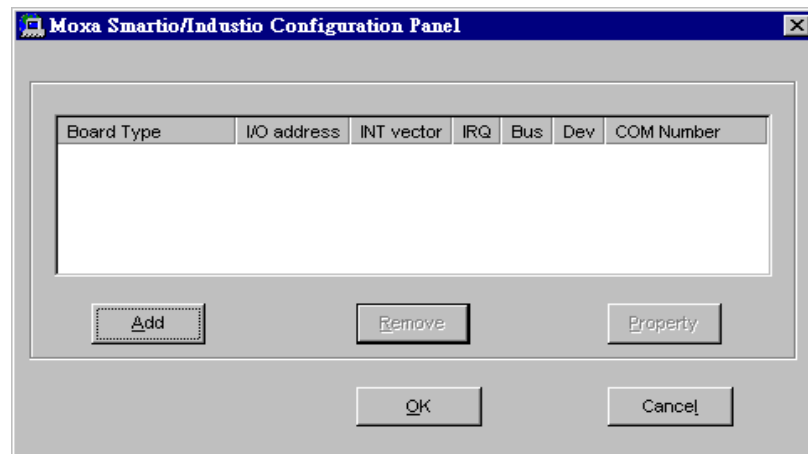 Moxa Smartio/Industio Configuration Panel
Board Type I/O address INT vector IRQ Bus Dev COM Number
Add Remove Property
OK Cancel